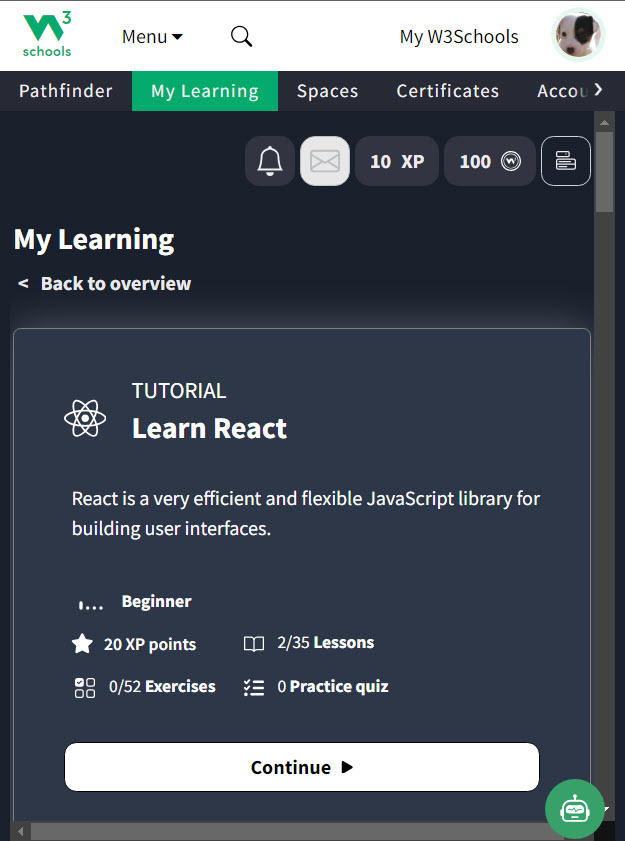 W3
schools
Menu
My W3Schools
Pathfinder
My Learning
Spaces
Certificates
Accou
10 XP
100
My Learning
< Back to overview
TUTORIAL
Learn React
React is a very efficient and flexible JavaScript library for
building user interfaces.
Beginner
20 XP points
2/35 Lessons
0/52 Exercises
0 Practice quiz
Continue